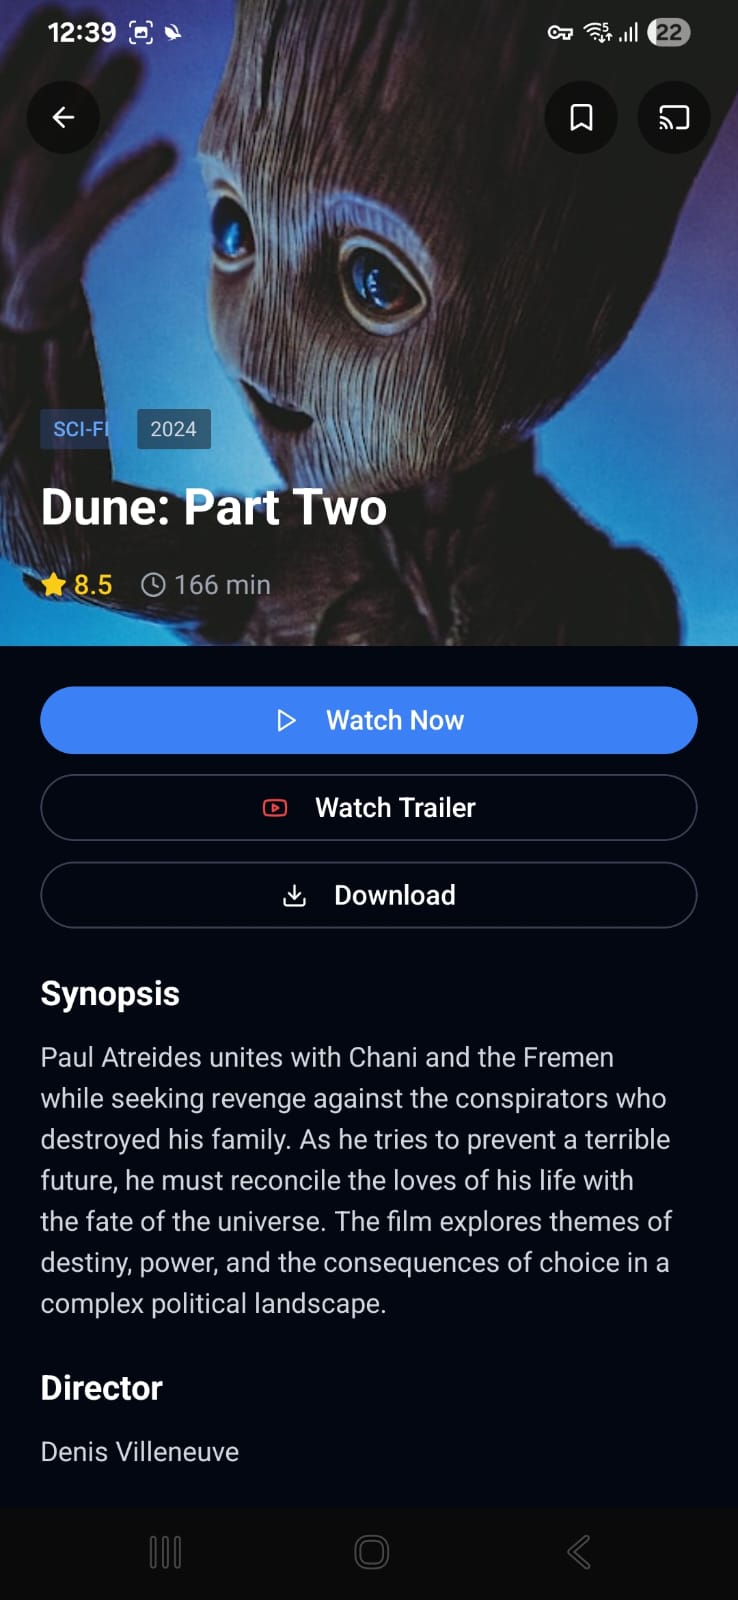 12:39
5
22
SCI-FI
2024
Dune: Part Two
8.5
166 min
Watch Now
Watch Trailer
Download
Synopsis
Paul Atreides unites with Chani and the Fremen
while seeking revenge against the conspirators who
destroyed his family. As he tries to prevent a terrible
future, he must reconcile the loves of his life with
the fate of the universe. The film explores themes of
destiny, power, and the consequences of choice in a
complex political landscape.
Director
Denis Villeneuve